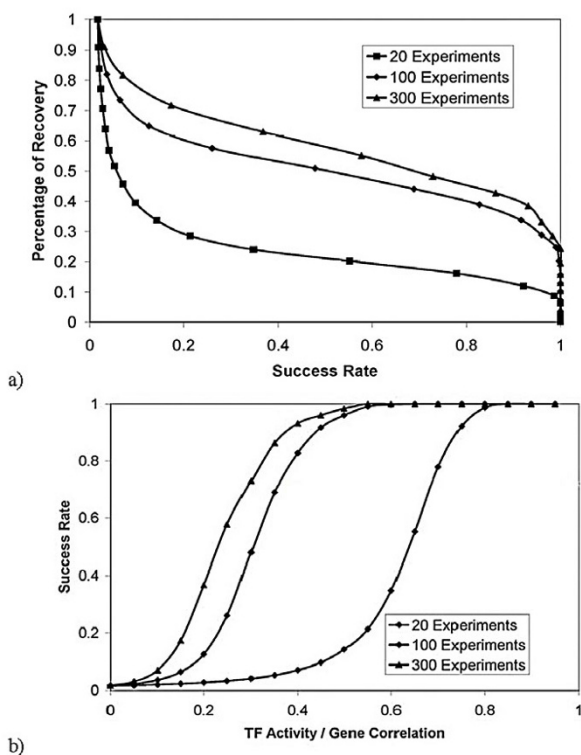 1
0.9
0.8
0.7
0.6
0.5
0.4
0.3
0.2
0.1
0
Percentage of Recovery
20 Experiments
100 Experiments
300 Experiments
0 0.2 0.4 0.6 0.8 1
Success Rate
a)
1
0.8
0.6
0.4
0.2
0
Success Rate
20 Experiments
100 Experiments
300 Experiments
0 0.2 0.4 0.6 0.8 1
TF Activity / Gene Correlation
b)